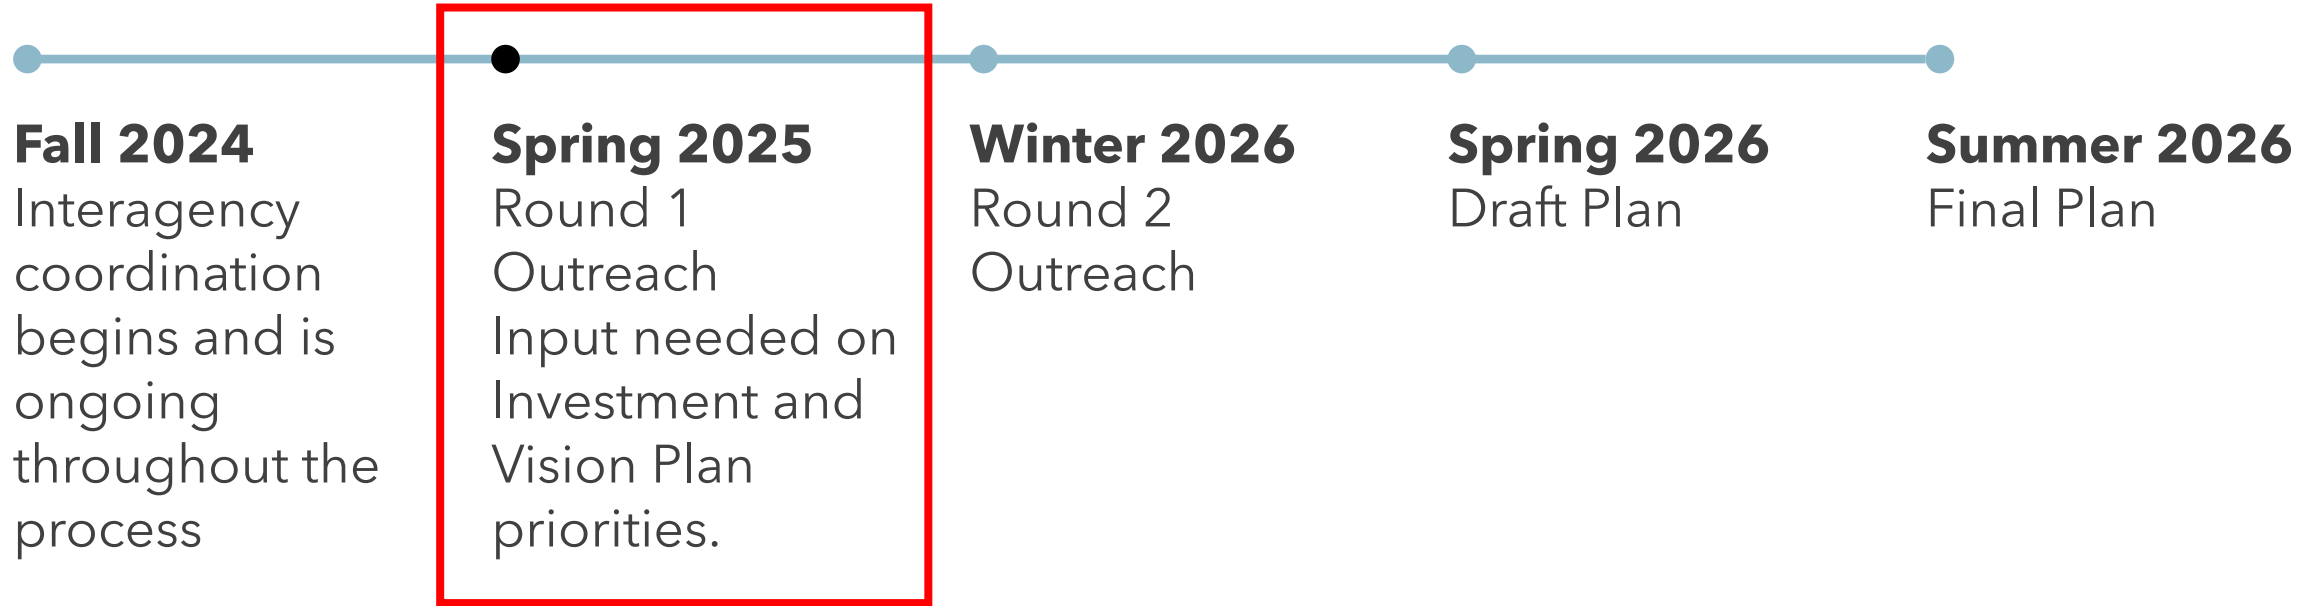 Fall 2024
Interagency
coordination
begins and is
ongoing
throughout the
process
Spring 2025
Round 1
Outreach
Input needed on
Investment and
Vision Plan
priorities.
Winter 2026
Round 2
Outreach
Spring 2026
Draft Plan
Summer 2026
Final Plan